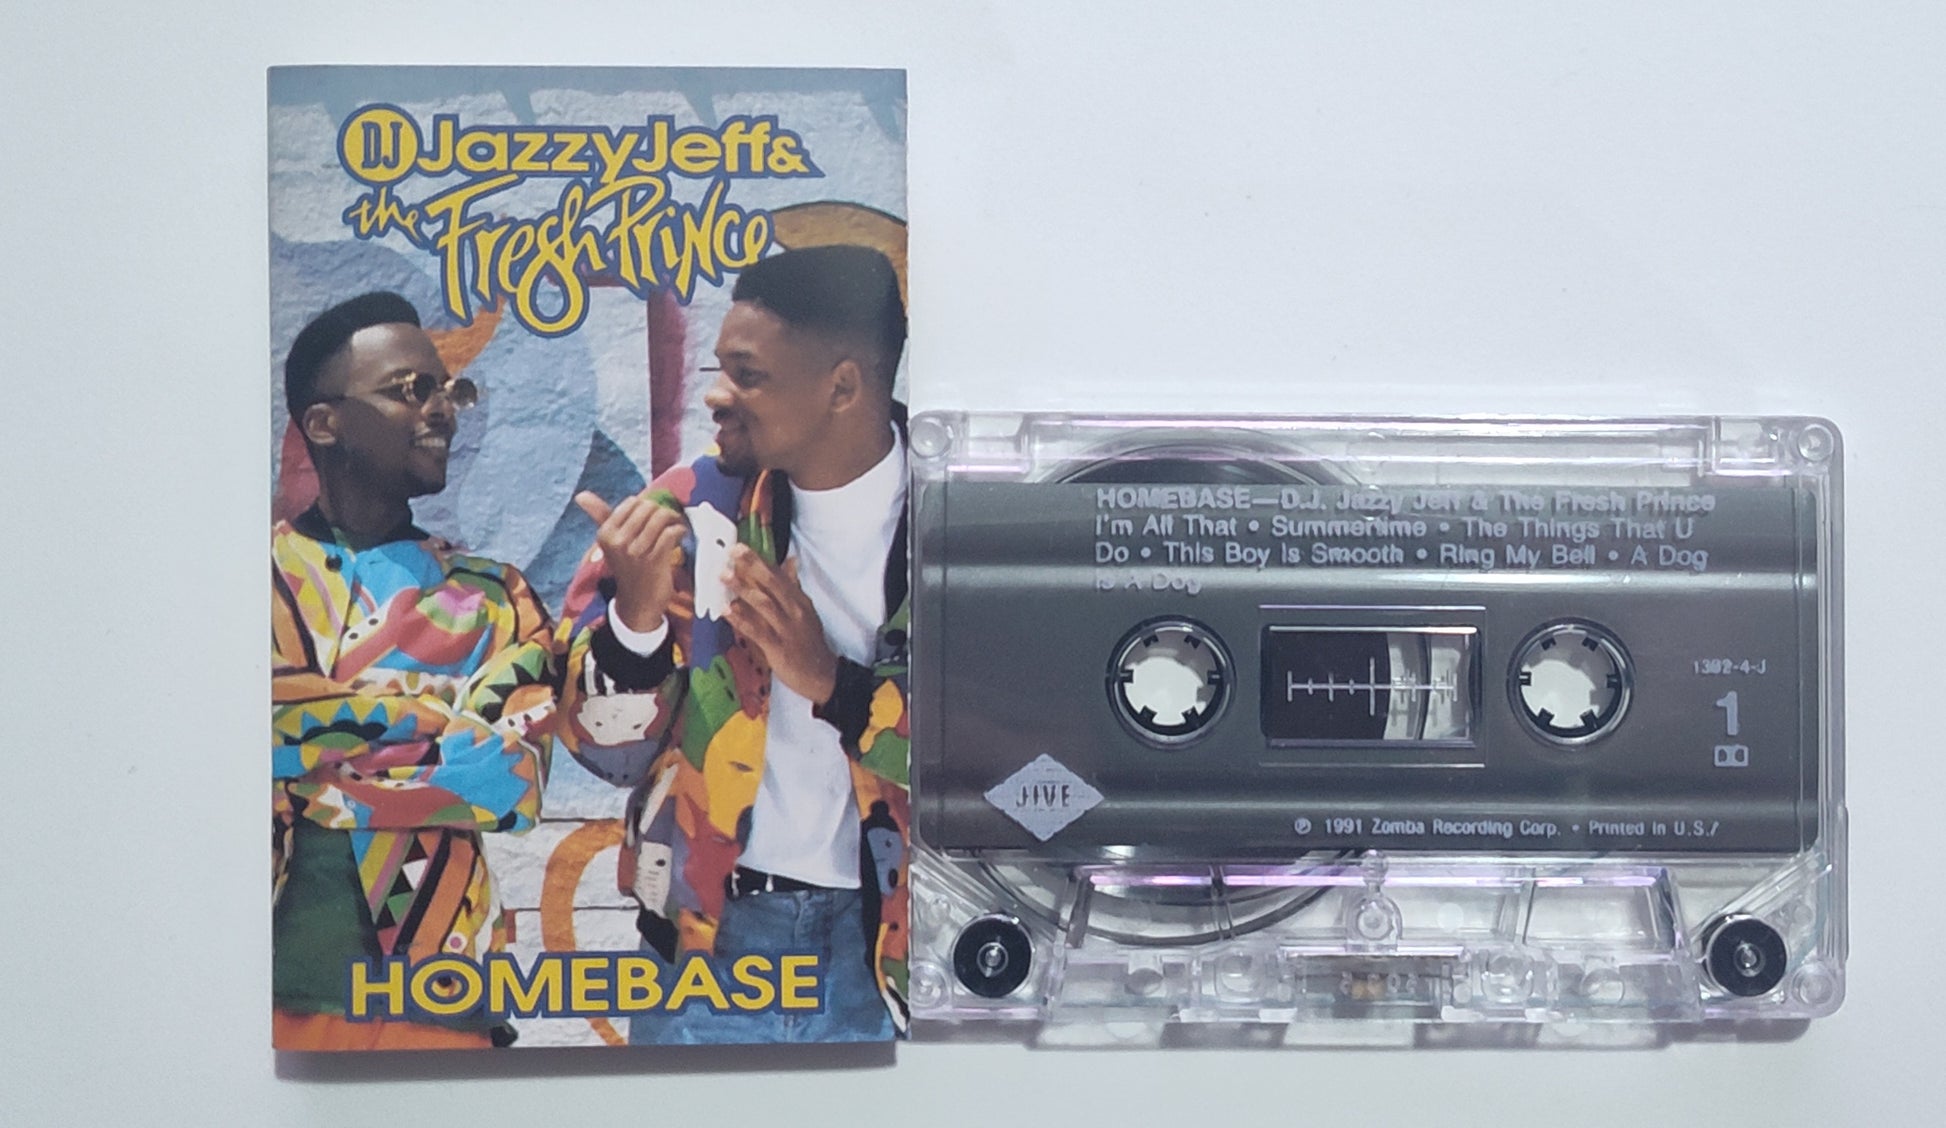 DJ Jazzy Jeff &
the Fresh Prince
HOMEBASE
HOMEBASE—D.J. Jazzy Jeff & The Fresh Prince
I'm All That • Summertime • The Things That U
Do • This Boy Is Smooth • Ring My Bell • A Dog
Is A Dog
1392-4-J
1
JIVE
℗ 1991 Zomba Recording Corp. • Printed in U.S.A